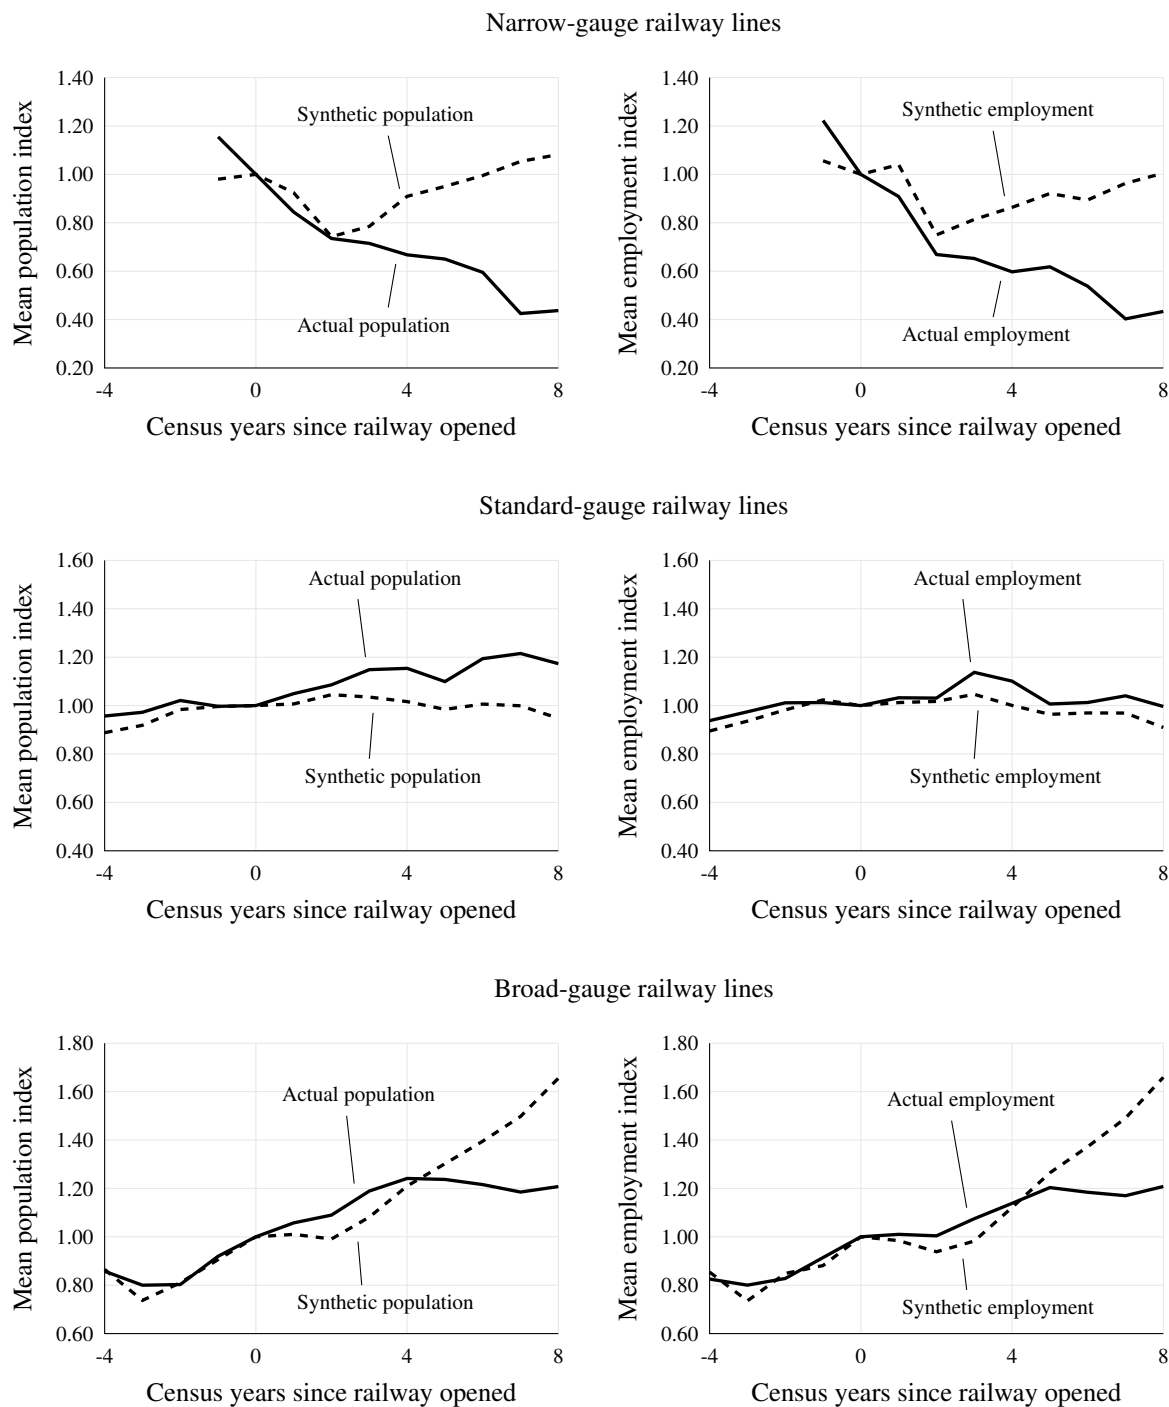 Narrow-gauge railway lines
Mean population index
1.40
1.20
1.00
0.80
0.60
0.40
0.20
-4
0
4
8
Synthetic population
Actual population
Census years since railway opened
Mean employment index
1.40
1.20
1.00
0.80
0.60
0.40
0.20
-4
0
4
8
Synthetic employment
Actual employment
Census years since railway opened
Standard-gauge railway lines
Mean population index
1.60
1.40
1.20
1.00
0.80
0.60
0.40
-4
0
4
8
Actual population
Synthetic population
Census years since railway opened
Mean employment index
1.60
1.40
1.20
1.00
0.80
0.60
0.40
-4
0
4
8
Actual employment
Synthetic employment
Census years since railway opened
Broad-gauge railway lines
Mean population index
1.80
1.60
1.40
1.20
1.00
0.80
0.60
-4
0
4
8
Actual population
Synthetic population
Census years since railway opened
Mean employment index
1.80
1.60
1.40
1.20
1.00
0.80
0.60
-4
0
4
8
Actual employment
Synthetic employment
Census years since railway opened